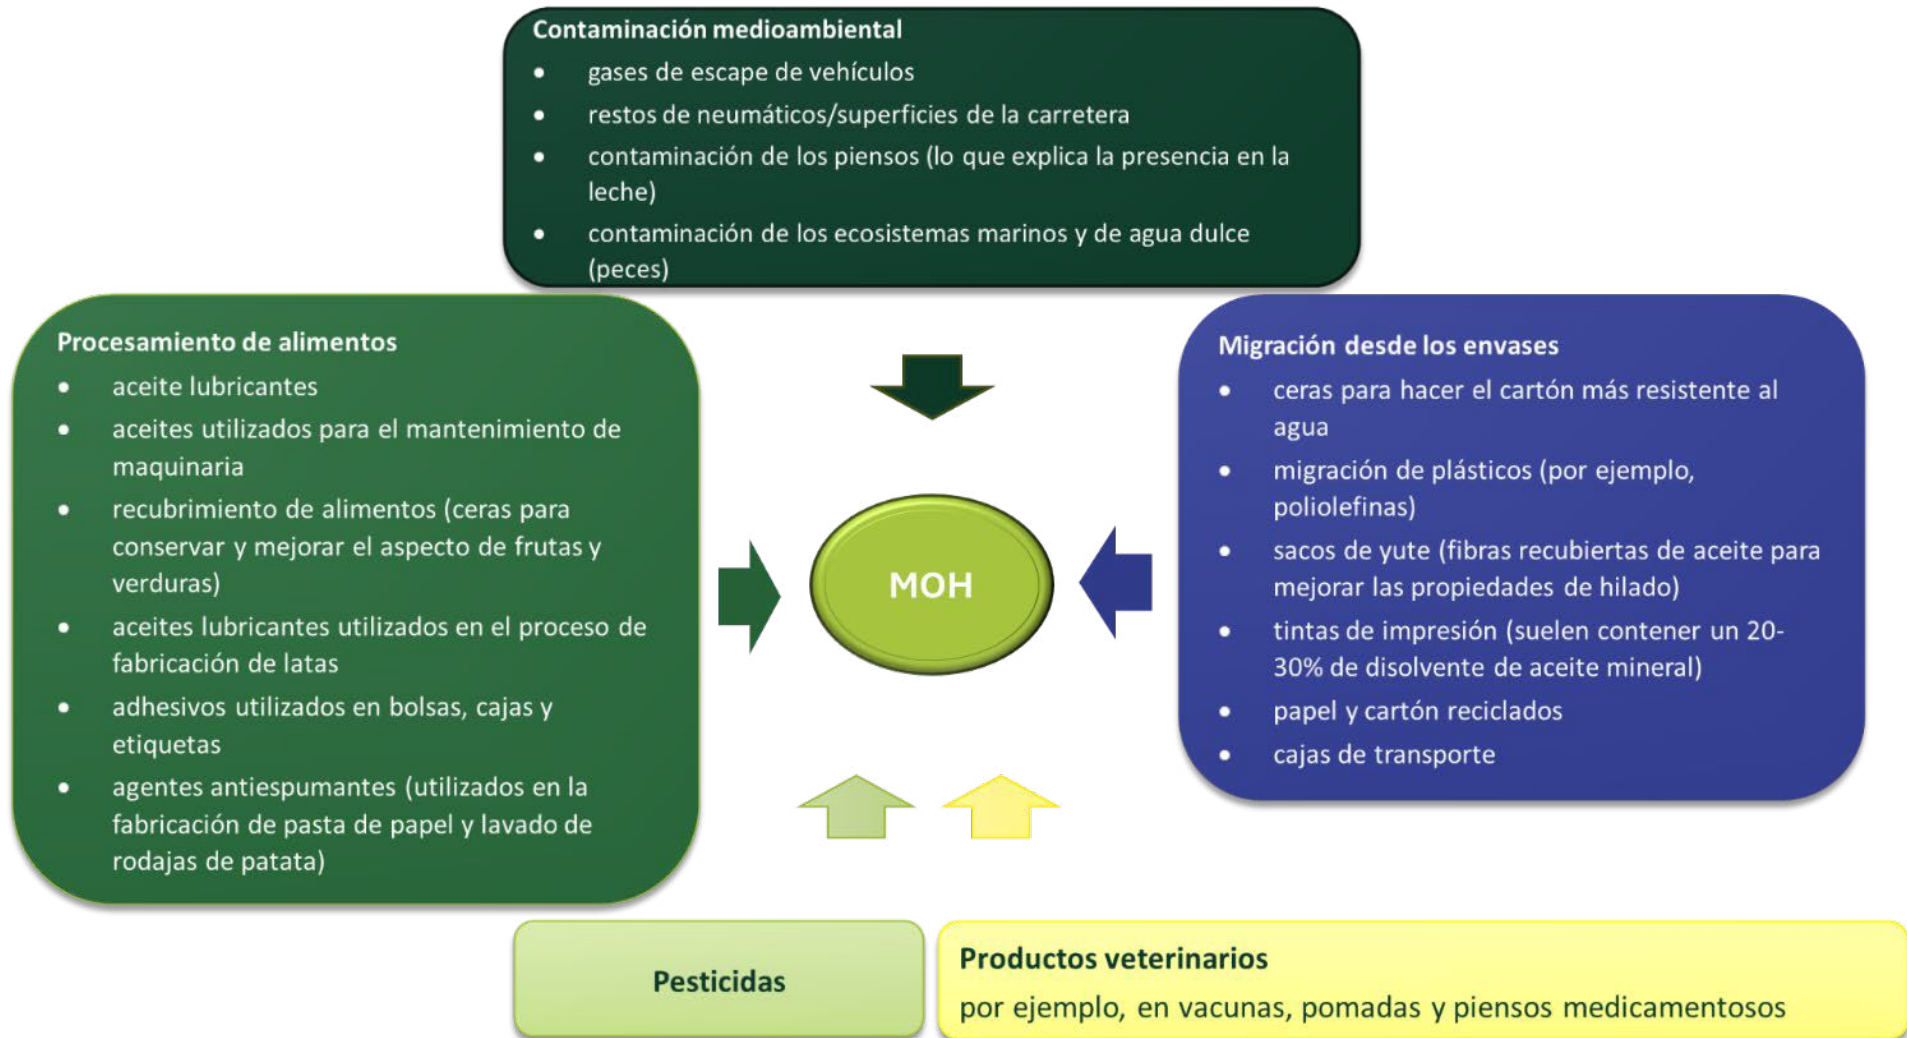 Contaminación medioambiental
• gases de escape de vehículos
• restos de neumáticos/superficies de la carretera
• contaminación de los piensos (lo que explica la presencia en la
leche)
• contaminación de los ecosistemas marinos y de agua dulce
(peces)
Procesamiento de alimentos
• aceite lubricantes
• aceites utilizados para el mantenimiento de
maquinaria
• recubrimiento de alimentos (ceras para
conservar y mejorar el aspecto de frutas y
verduras)
• aceites lubricantes utilizados en el proceso de
fabricación de latas
• adhesivos utilizados en bolsas, cajas y
etiquetas
• agentes antiespumantes (utilizados en la
fabricación de pasta de papel y lavado de
rodajas de patata)
MOH
Migración desde los envases
• ceras para hacer el cartón más resistente al
agua
• migración de plásticos (por ejemplo,
poliolefinas)
• sacos de yute (fibras recubiertas de aceite para
mejorar las propiedades de hilado)
• tintas de impresión (suelen contener un 20-
30% de disolvente de aceite mineral)
• papel y cartón reciclados
• cajas de transporte
Pesticidas
Productos veterinarios
por ejemplo, en vacunas, pomadas y piensos medicamentosos